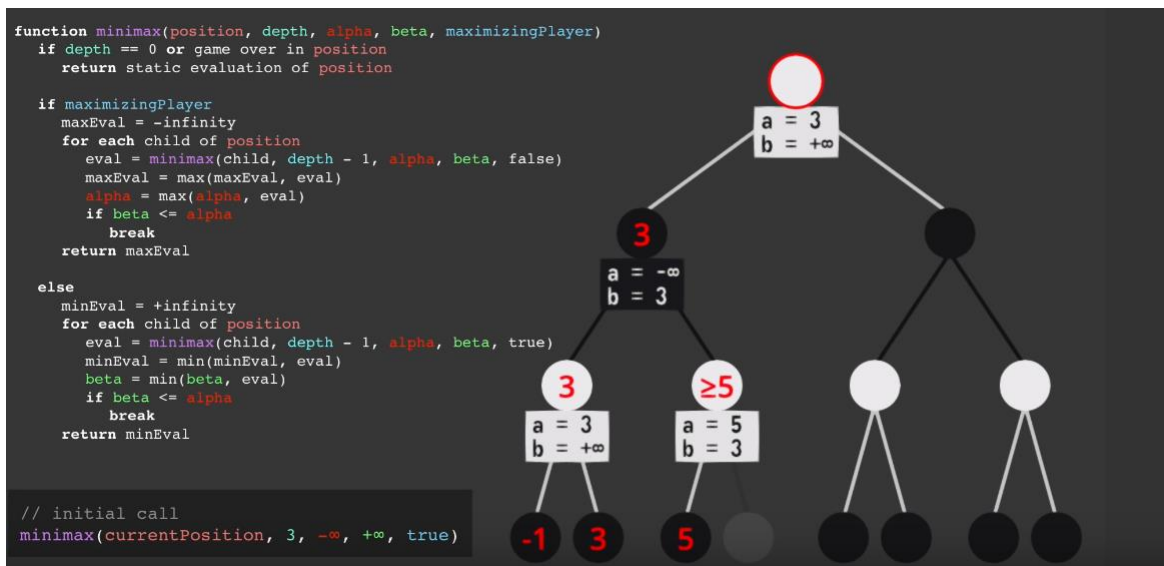 function minimax(position, depth, alpha, beta, maximizingPlayer)
if depth == 0 or game over in position
return static evaluation of position
if maximizingPlayer
maxEval = -infinity
for each child of position
eval = minimax(child, depth - 1, alpha, beta, false)
maxEval = max(maxEval, eval)
alpha = max(alpha, eval)
if beta <= alpha
break
return maxEval
else
minEval = +infinity
for each child of position
eval = minimax(child, depth - 1, alpha, beta, true)
minEval = min(minEval, eval)
beta = min(beta, eval)
if beta <= alpha
break
return minEval
// initial call
minimax(currentPosition, 3, -∞, +∞, true)
a = 3
b = +∞
3
a = -∞
b = 3
3
a = 3
b = +∞
≥5
a = 5
b = 3
-1
3
5